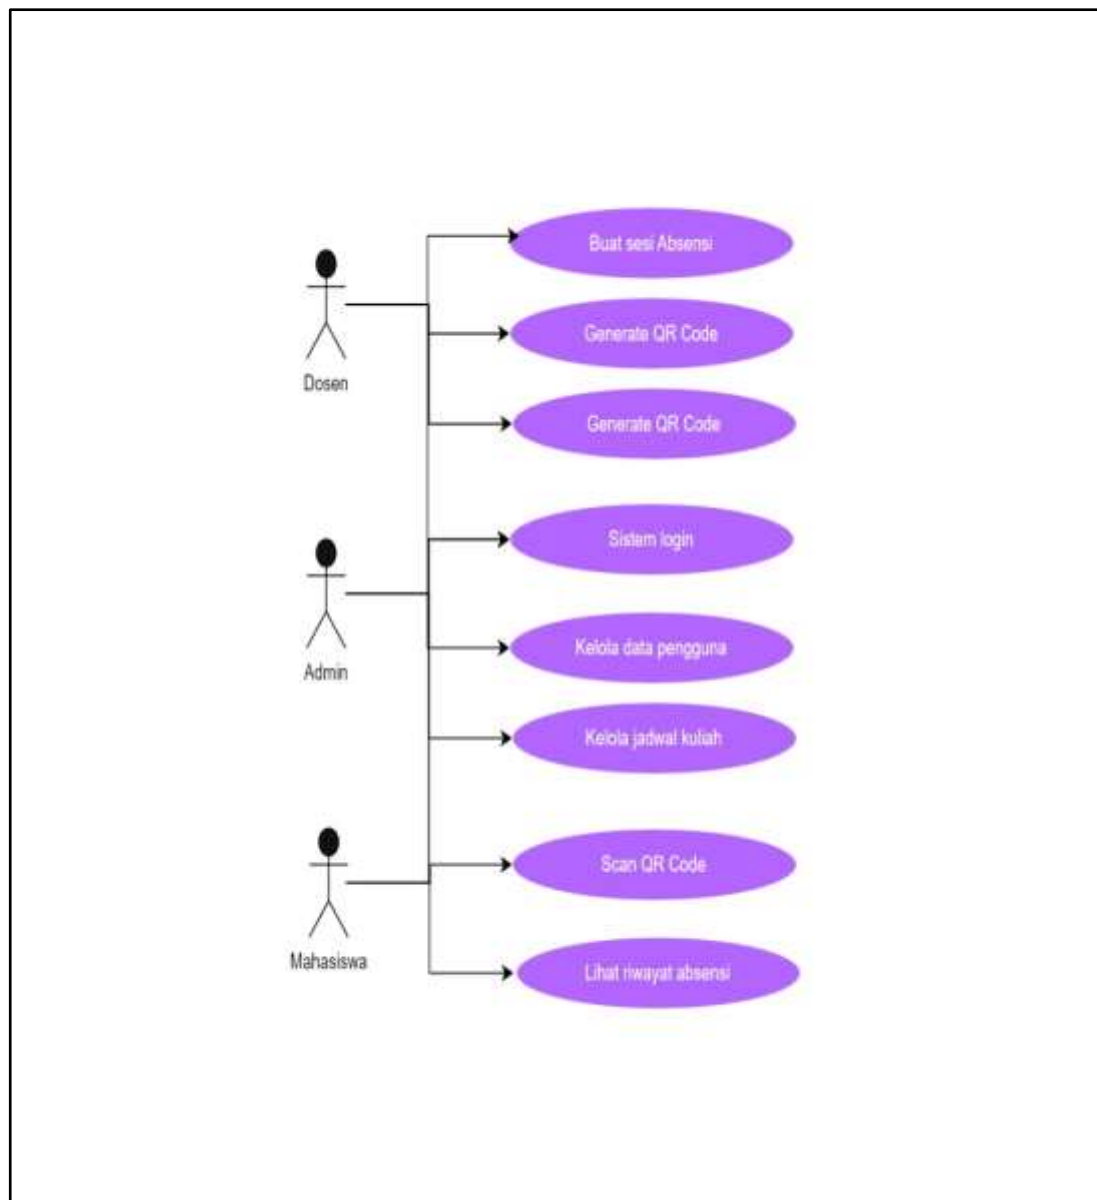 Buat sesi Absensi
Generate QR Code
Dosen
Generate QR Code
Sistem login
Kelola data pengguna
Admin
Kelola jadwal kuliah
Scan QR Code
Mahasiswa
Lihat riwayat absensi